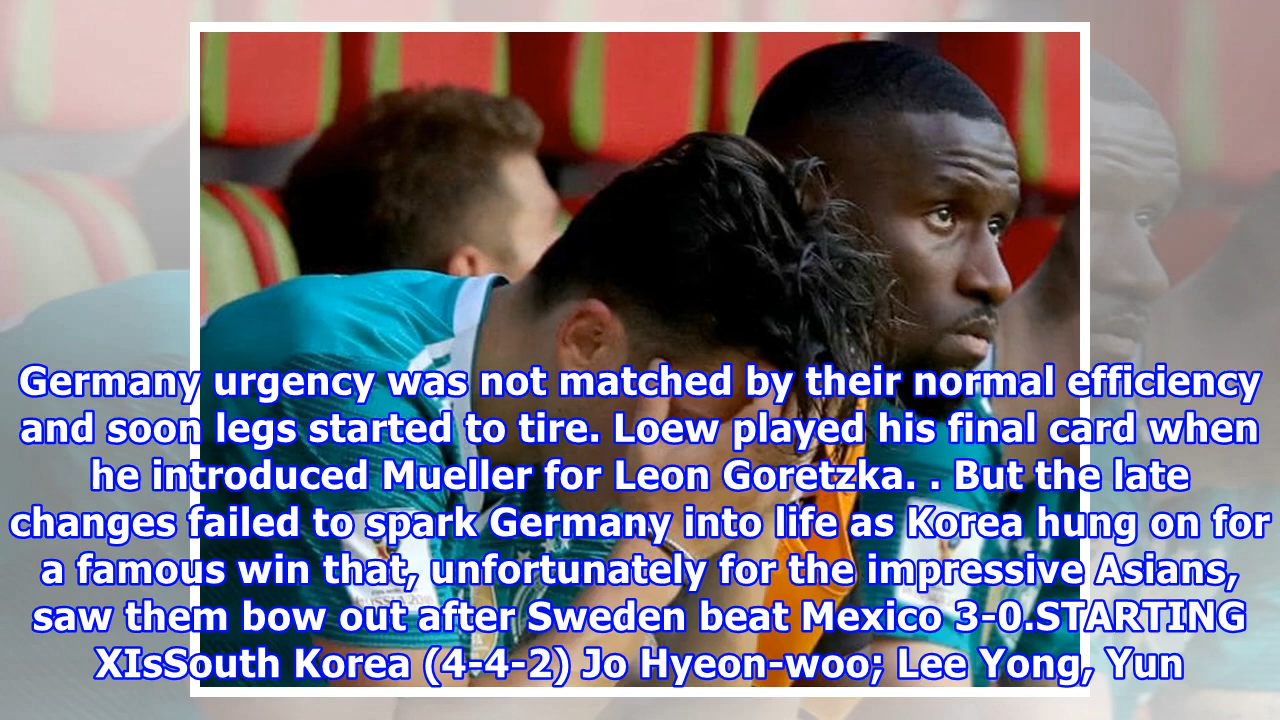 Germany urgency was not matched by their normal efficiency
and soon legs started to tire. Loew played his final card when
he introduced Mueller for Leon Goretzka. . But the late
changes failed to spark Germany into life as Korea hung on for
a famous win that, unfortunately for the impressive Asians,
saw them bow out after Sweden beat Mexico 3-0.STARTING
XIsSouth Korea (4-4-2) Jo Hyeon-woo; Lee Yong, Yun